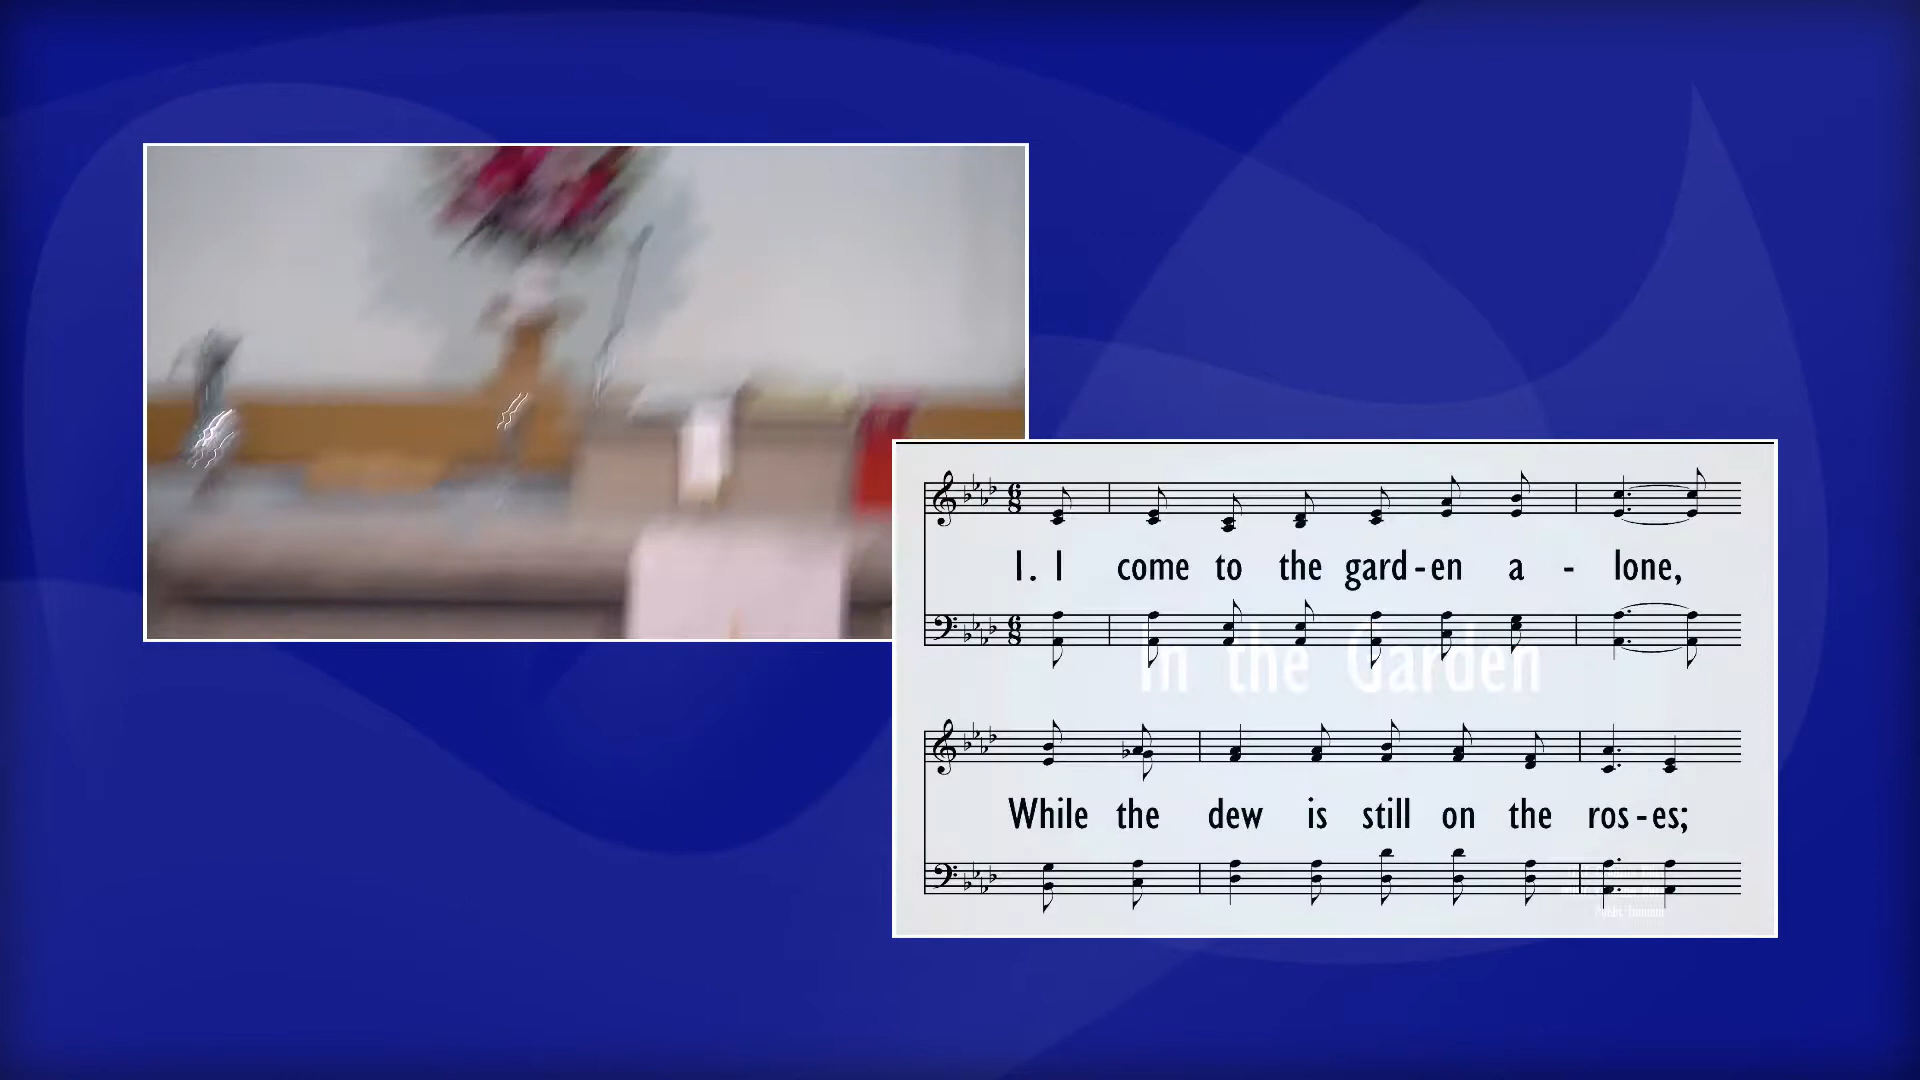 1. I come to the gard-en a - lone,
In the Garden
While the dew is still on the ros-es;